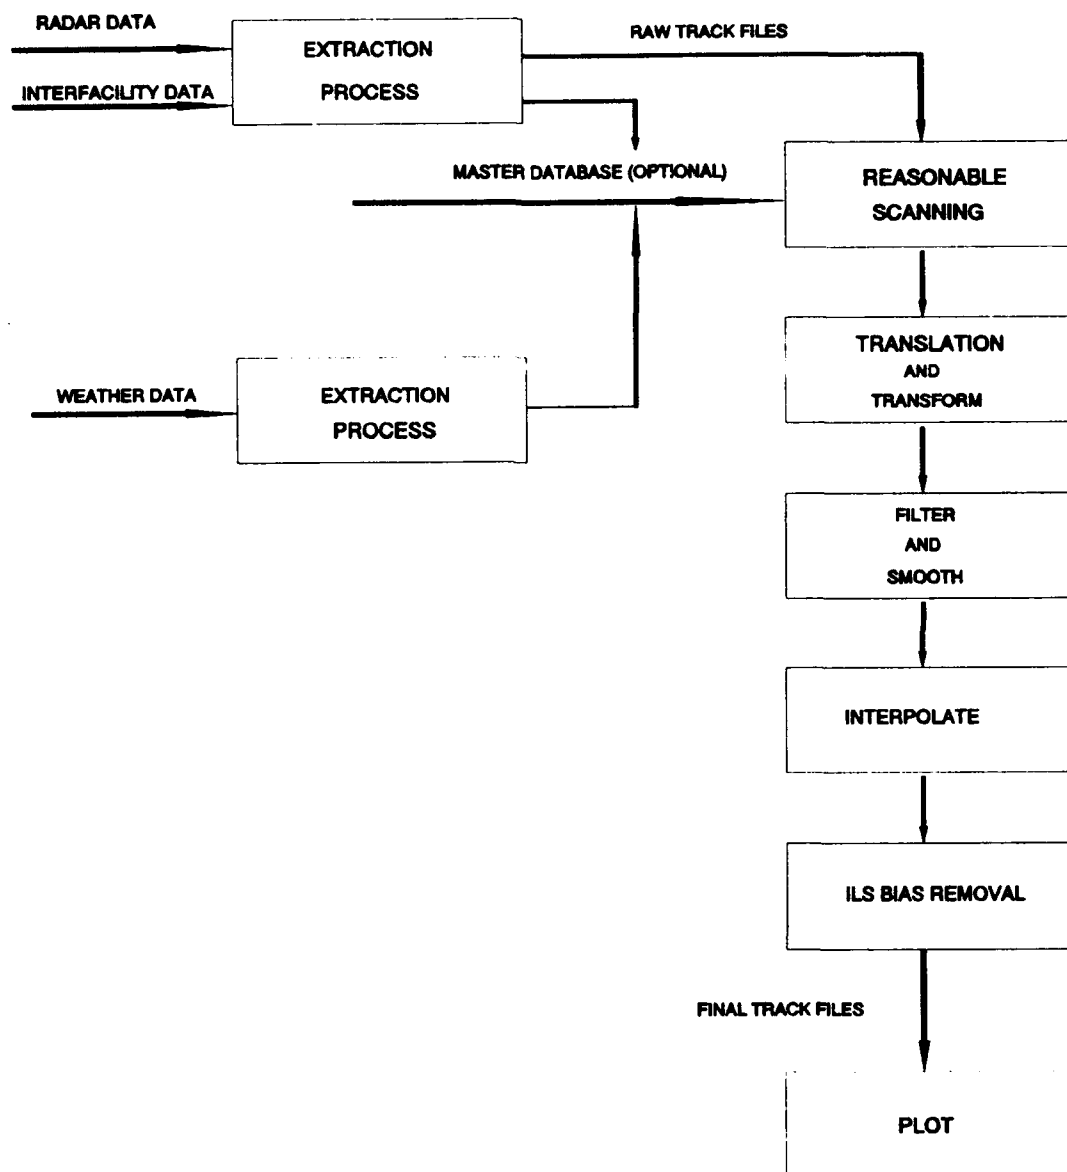 RADAR DATA
INTERFACILITY DATA
EXTRACTION
PROCESS
RAW TRACK FILES
MASTER DATABASE (OPTIONAL)
REASONABLE
SCANNING
TRANSLATION
AND
TRANSFORM
WEATHER DATA
EXTRACTION
PROCESS
FILTER
AND
SMOOTH
INTERPOLATE
ILS BIAS REMOVAL
FINAL TRACK FILES
PLOT